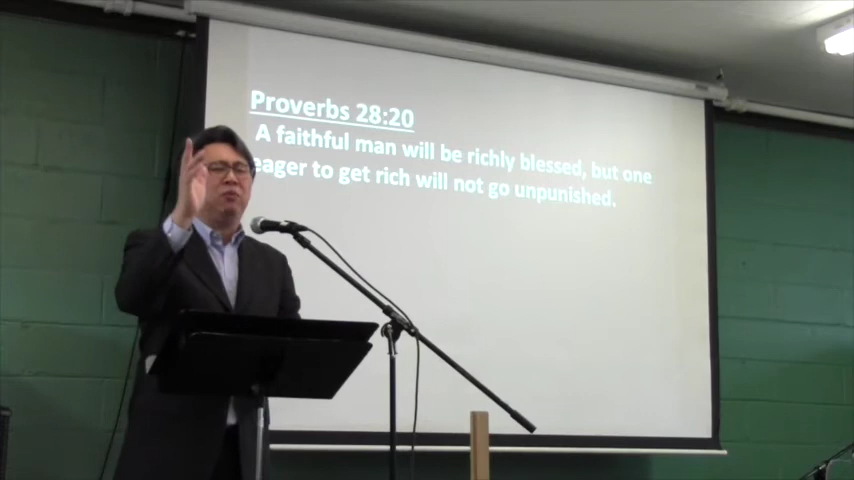 Proverbs 28:20
A faithful man will be richly blessed, but one
eager to get rich will not go unpunished.